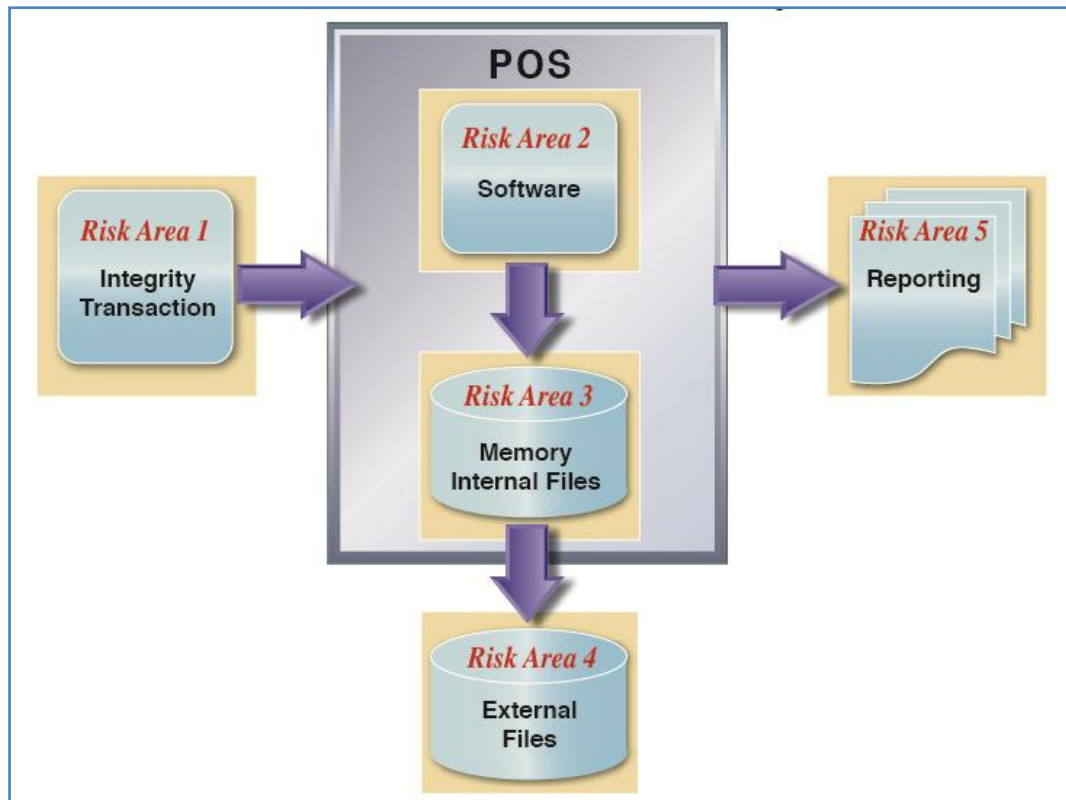 POS
Risk Area 2
Software
Risk Area 1
Integrity
Transaction
Risk Area 5
Reporting
Risk Area 3
Memory
Internal Files
Risk Area 4
External
Files